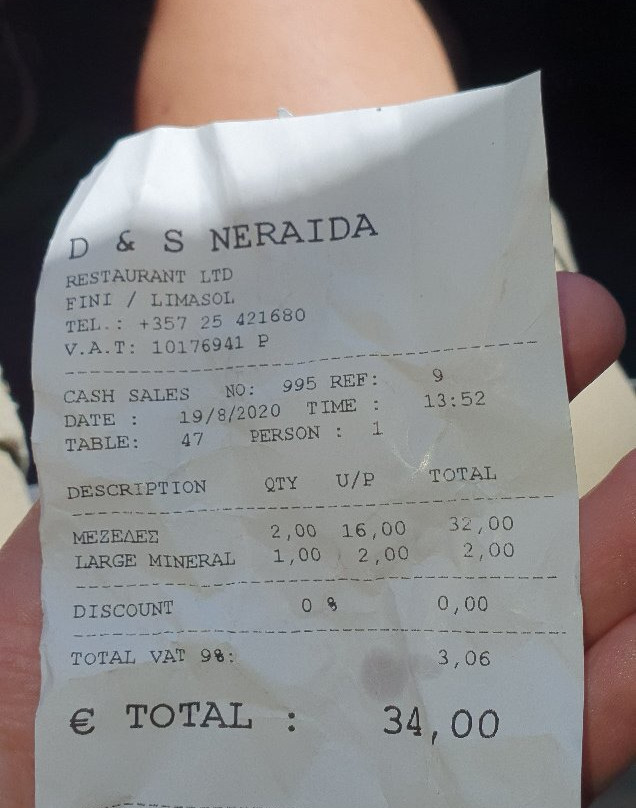 D & S NERAIDA
RESTAURANT LTD
FINI / LIMASOL
TEL.: +357 25 421680
V.A.T: 10176941 P
CASH SALES NO: 995 REF: 9
DATE : 19/8/2020 TIME : 13:52
TABLE: 47 PERSON : 1
DESCRIPTION QTY U/P TOTAL
ΜΕΖΕΔΕΣ 2,00 16,00 32,00
LARGE MINERAL 1,00 2,00 2,00
DISCOUNT 0 % 0,00
TOTAL VAT 9%: 3,06
€ TOTAL : 34,00